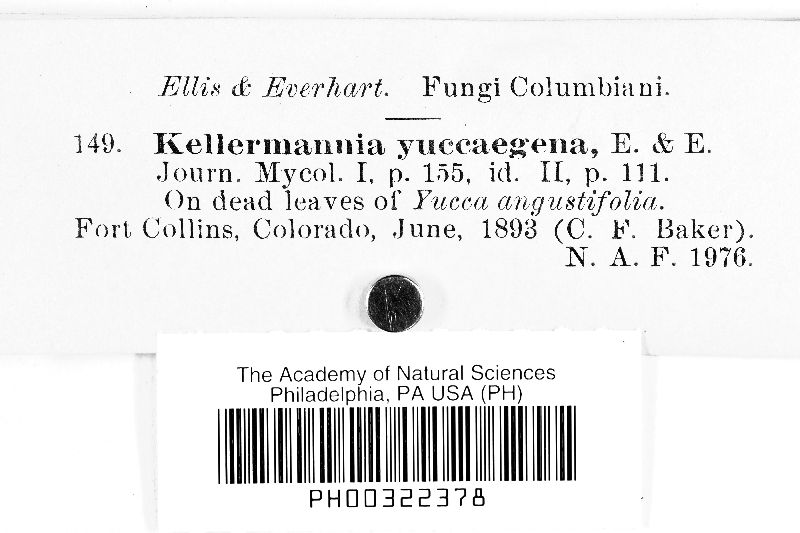 Ellis & Everhart. Fungi Columbiani.
149. Kellermannia yuccaegena, E. & E.
Journ. Mycol. I, p. 155, id. II, p. 111.
On dead leaves of Yucca angustifolia.
Fort Collins, Colorado, June, 1893 (C. F. Baker).
N. A. F. 1976.
The Academy of Natural Sciences
Philadelphia, PA USA (PH)
PH00322378